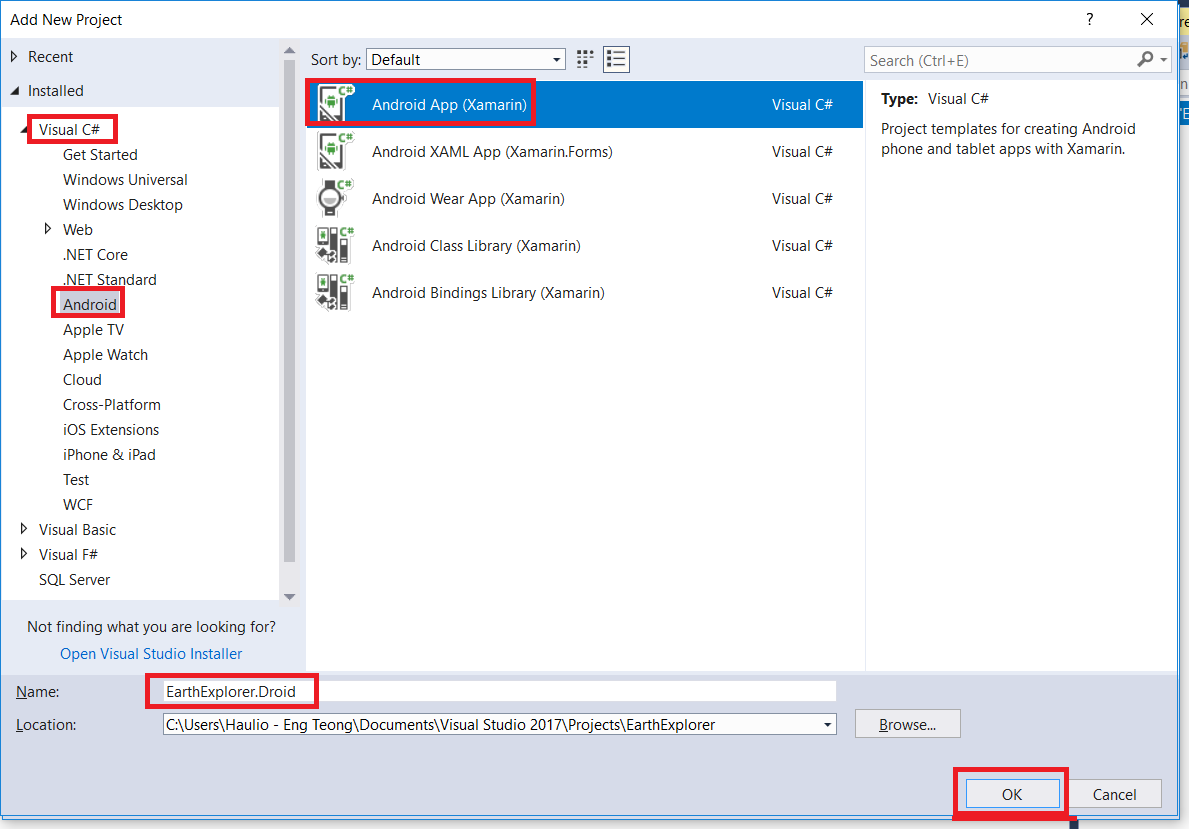 Add New Project
?
Recent
Installed
Visual C#
Get Started
Windows Universal
Windows Desktop
Web
.NET Core
.NET Standard
Android
Apple TV
Apple Watch
Cloud
Cross-Platform
iOS Extensions
iPhone & iPad
Test
WCF
Visual Basic
Visual F#
SQL Server
Not finding what you are looking for?
Open Visual Studio Installer
Sort by: Default
Search (Ctrl+E)
C# Android App (Xamarin) Visual C#
C# Android XAML App (Xamarin.Forms) Visual C#
C# Android Wear App (Xamarin) Visual C#
C# Android Class Library (Xamarin) Visual C#
C# Android Bindings Library (Xamarin) Visual C#
Type: Visual C#
Project templates for creating Android
phone and tablet apps with Xamarin.
Name: EarthExplorer.Droid
Location: C:\Users\Haulio - Eng Teong\Documents\Visual Studio 2017\Projects\EarthExplorer Browse...
OK Cancel